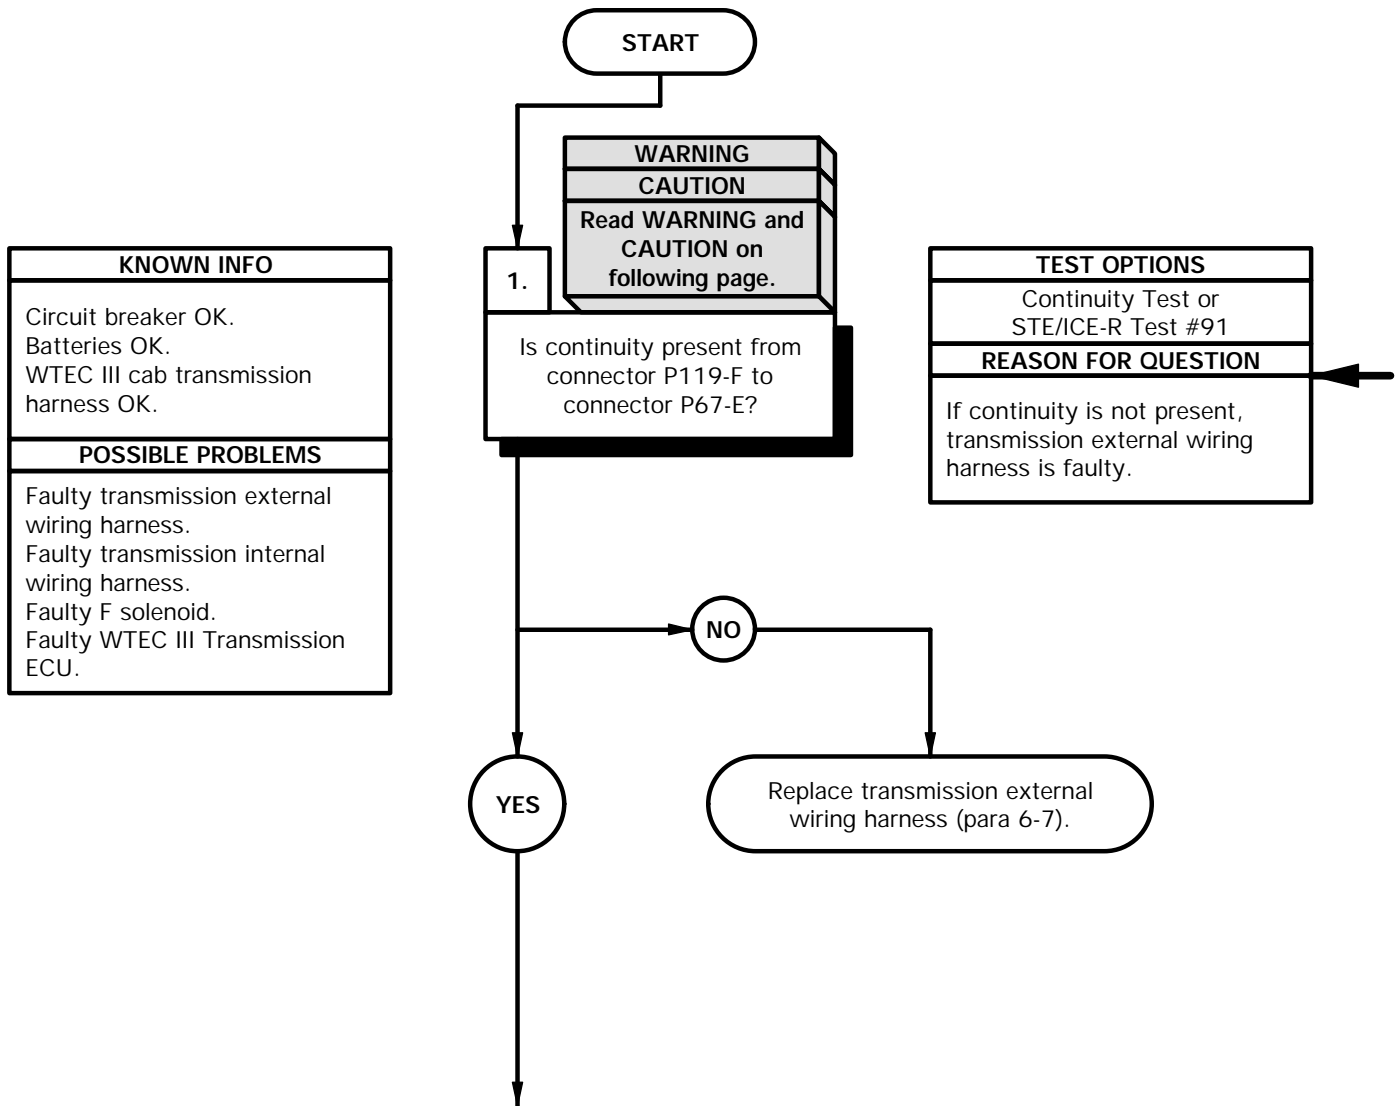 START
WARNING
CAUTION
Read WARNING and
CAUTION on
following page.
KNOWN INFO
Circuit breaker OK.
Batteries OK.
WTEC III cab transmission
harness OK.
POSSIBLE PROBLEMS
Faulty transmission external
wiring harness.
Faulty transmission internal
wiring harness.
Faulty F solenoid.
Faulty WTEC III Transmission
ECU.
1.
Is continuity present from
connector P119-F to
connector P67-E?
TEST OPTIONS
Continuity Test or
STE/ICE-R Test #91
REASON FOR QUESTION
If continuity is not present,
transmission external wiring
harness is faulty.
NO
YES
Replace transmission external
wiring harness (para 6-7).